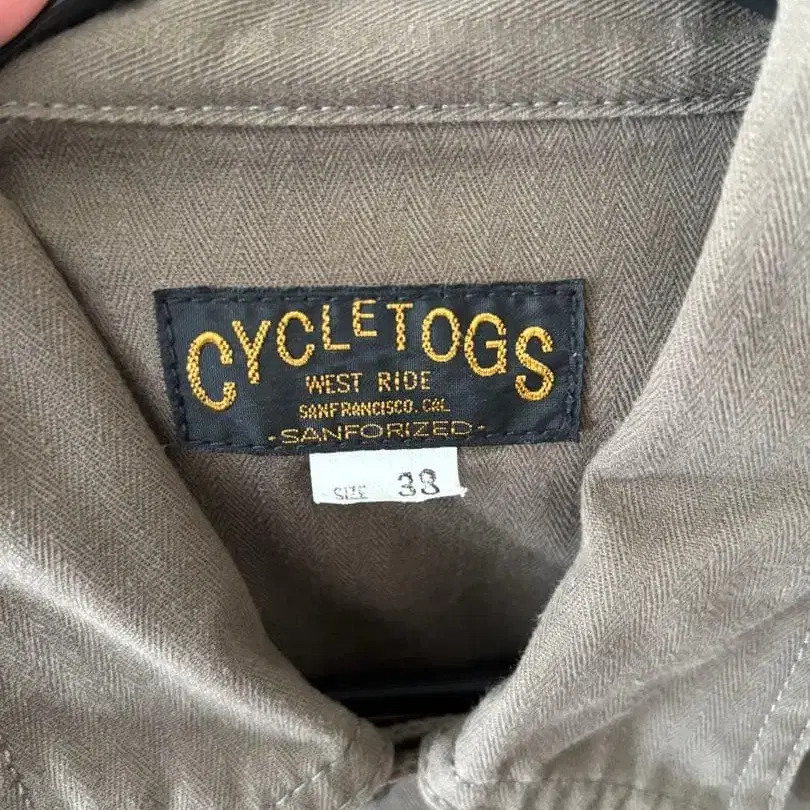 CYCLETOGS
WEST RIDE
SANFRANCISCO. CAL
-SANFORIZED-
SIZE 38